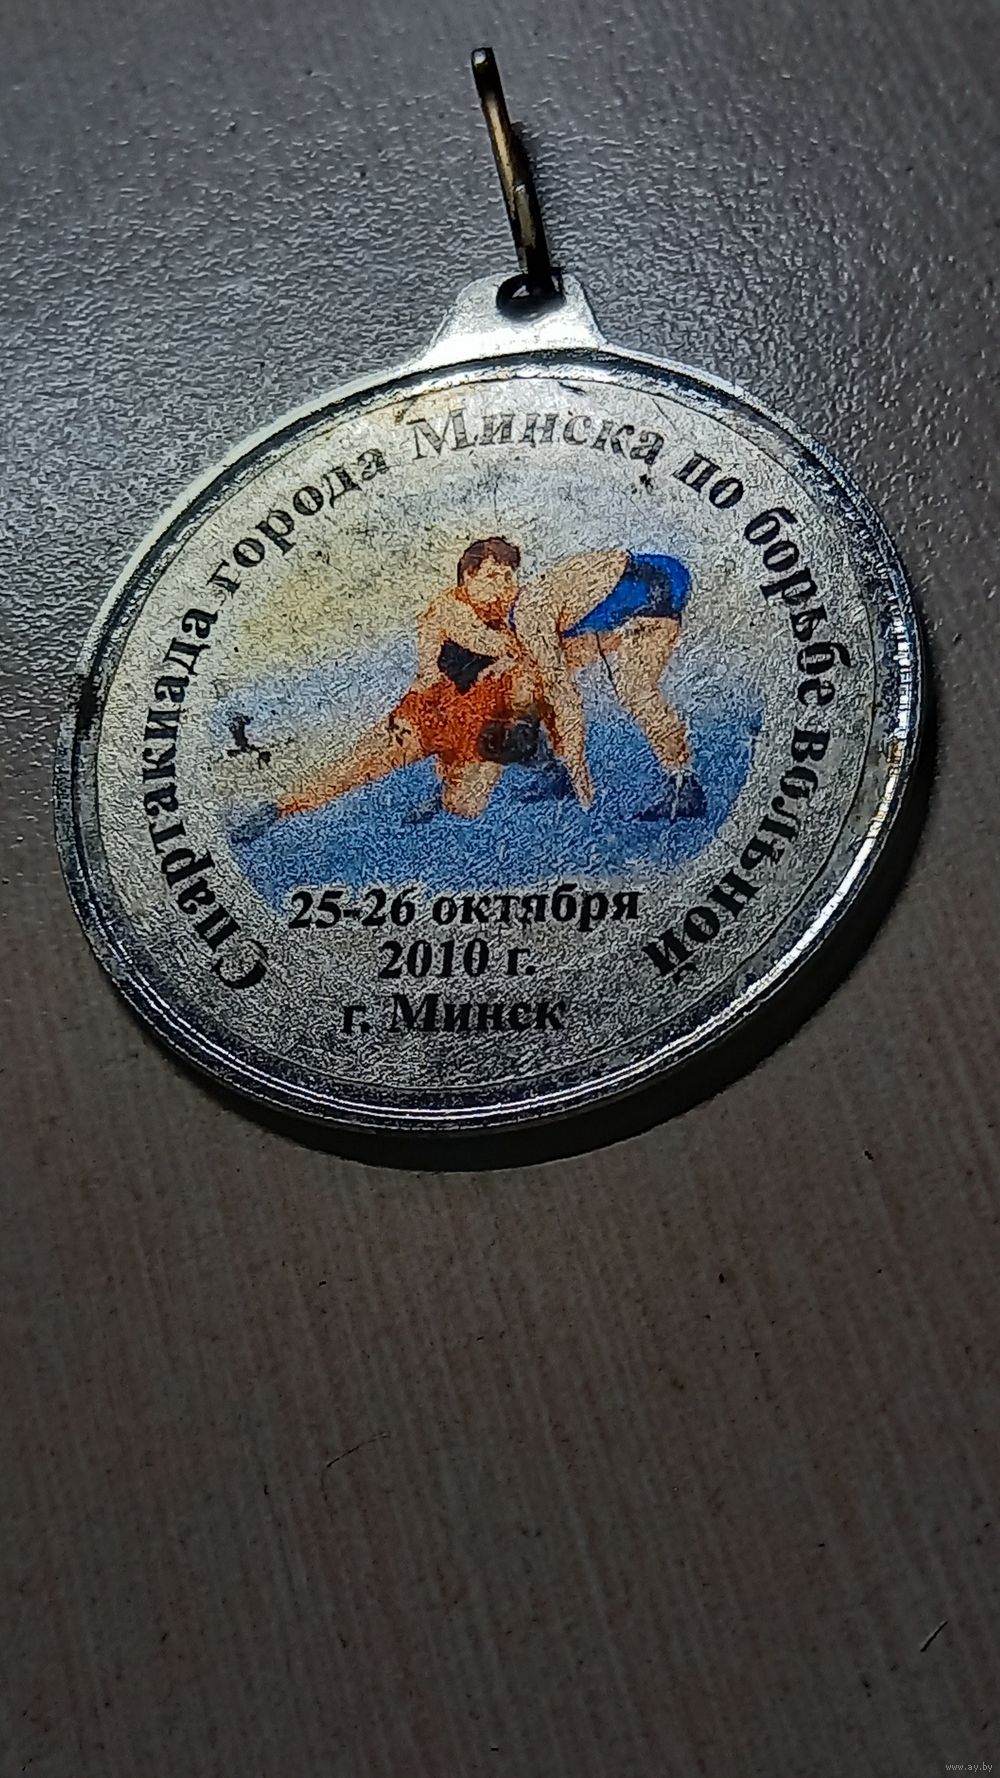 Спартакиада города Минска по борьбе вольной
25-26 октября
2010 г.
г. Минск
www.ay.by